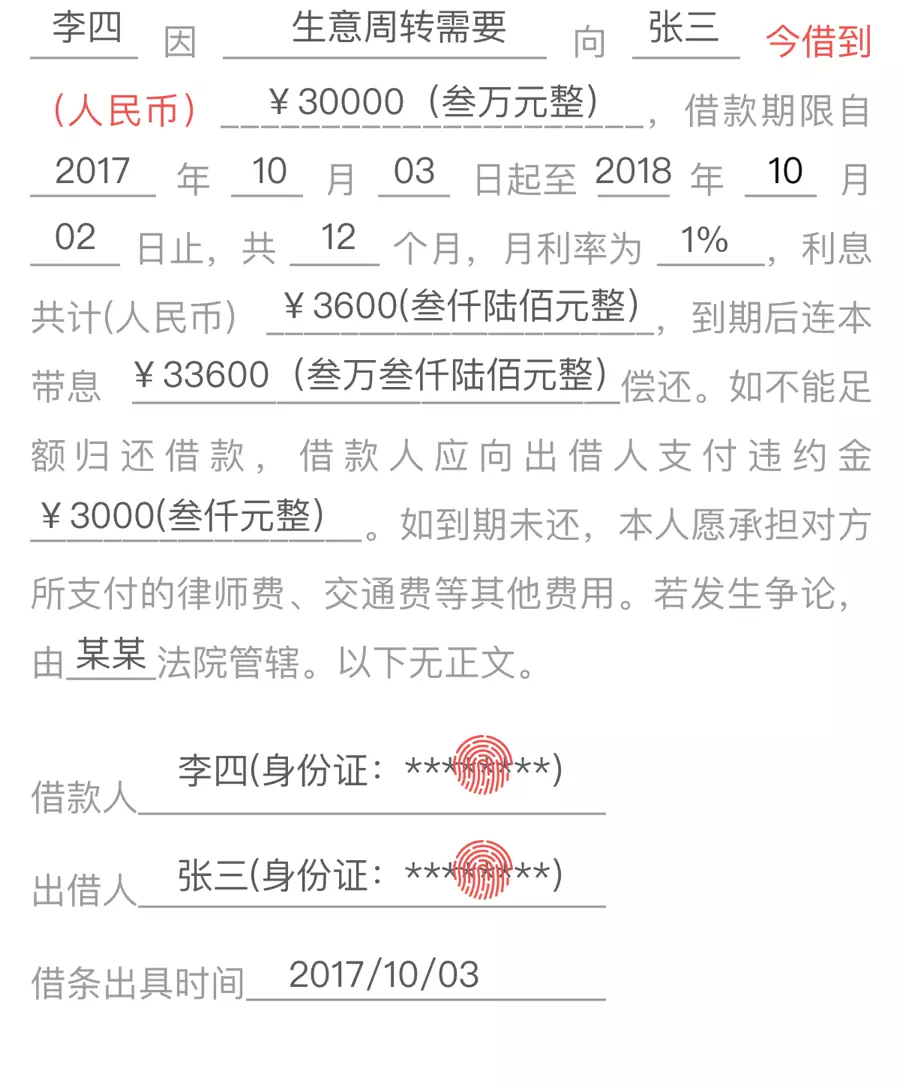 李四 因 生意周转需要 向 张三 今借到
(人民币) ¥30000（叁万元整），借款期限自
2017 年 10 月 03 日起至 2018 年 10 月
02 日止，共 12 个月，月利率为 1%，利息
共计(人民币) ¥3600(叁仟陆佰元整)，到期后连本
带息 ¥33600（叁万叁仟陆佰元整）偿还。如不能足
额归还借款，借款人应向出借人支付违约金
¥3000(叁仟元整)。如到期未还，本人愿承担对方
所支付的律师费、交通费等其他费用。若发生争论，
由某某法院管辖。以下无正文。
借款人 李四(身份证：********)
出借人 张三(身份证：********)
借条出具时间 2017/10/03